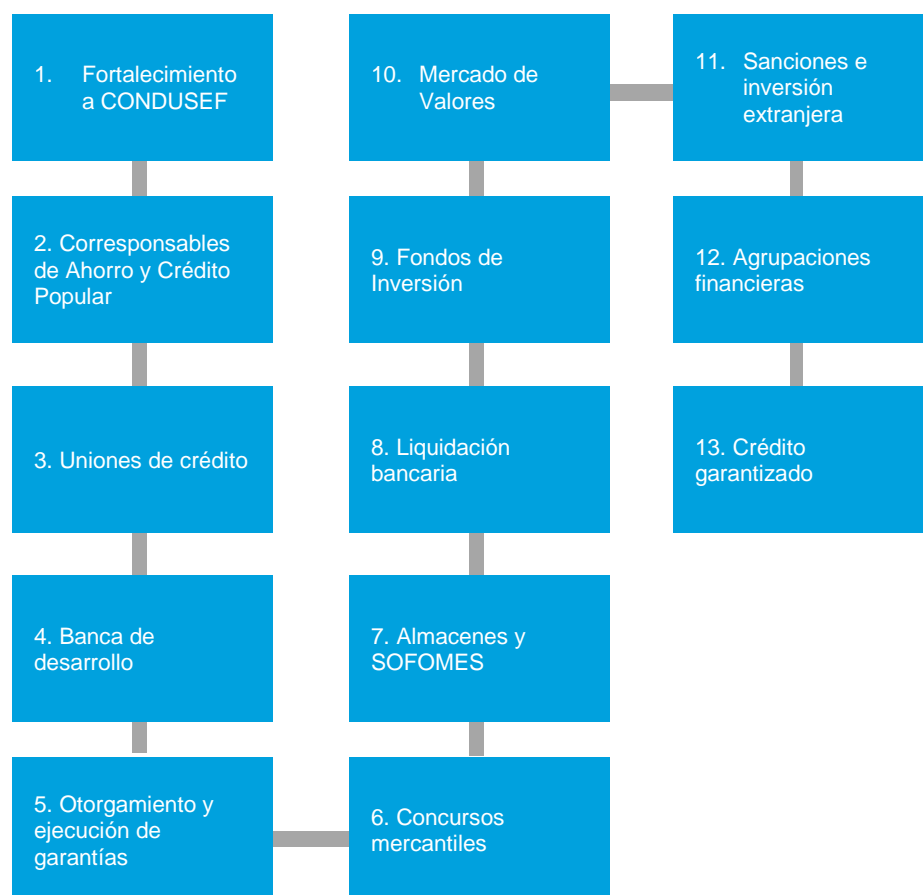 1. Fortalecimiento
a CONDUSEF
2. Corresponsables
de Ahorro y Crédito
Popular
3. Uniones de crédito
4. Banca de
desarrollo
5. Otorgamiento y
ejecución de
garantías
6. Concursos
mercantiles
7. Almacenes y
SOFOMES
8. Liquidación
bancaria
9. Fondos de
Inversión
10. Mercado de
Valores
11. Sanciones e
inversión
extranjera
12. Agrupaciones
financieras
13. Crédito
garantizado